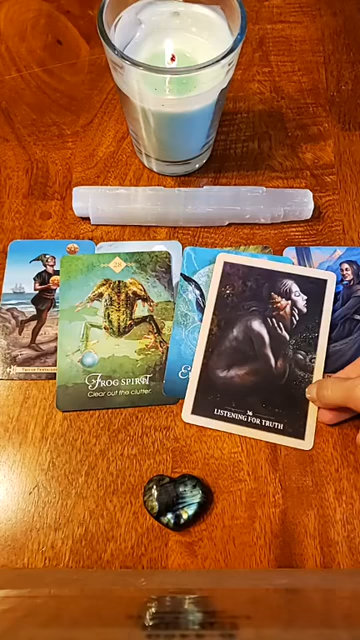 28
FROG SPIRIT
Clear out the clutter.
36
LISTENING FOR TRUTH